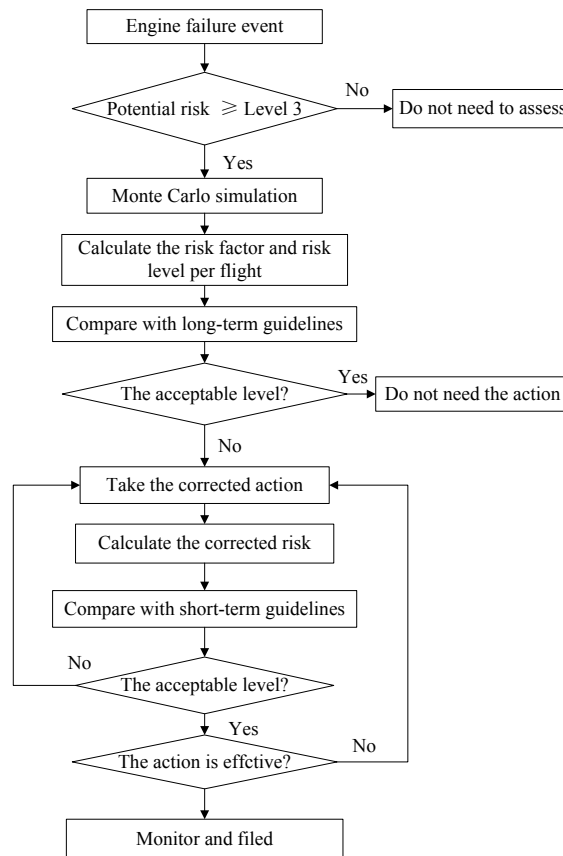 Engine failure event
Potential risk ≥ Level 3
No
Do not need to assess
Yes
Monte Carlo simulation
Calculate the risk factor and risk
level per flight
Compare with long-term guidelines
The acceptable level?
Yes
Do not need the action
No
Take the corrected action
Calculate the corrected risk
Compare with short-term guidelines
No
The acceptable level?
Yes
The action is effctive?
No
Monitor and filed